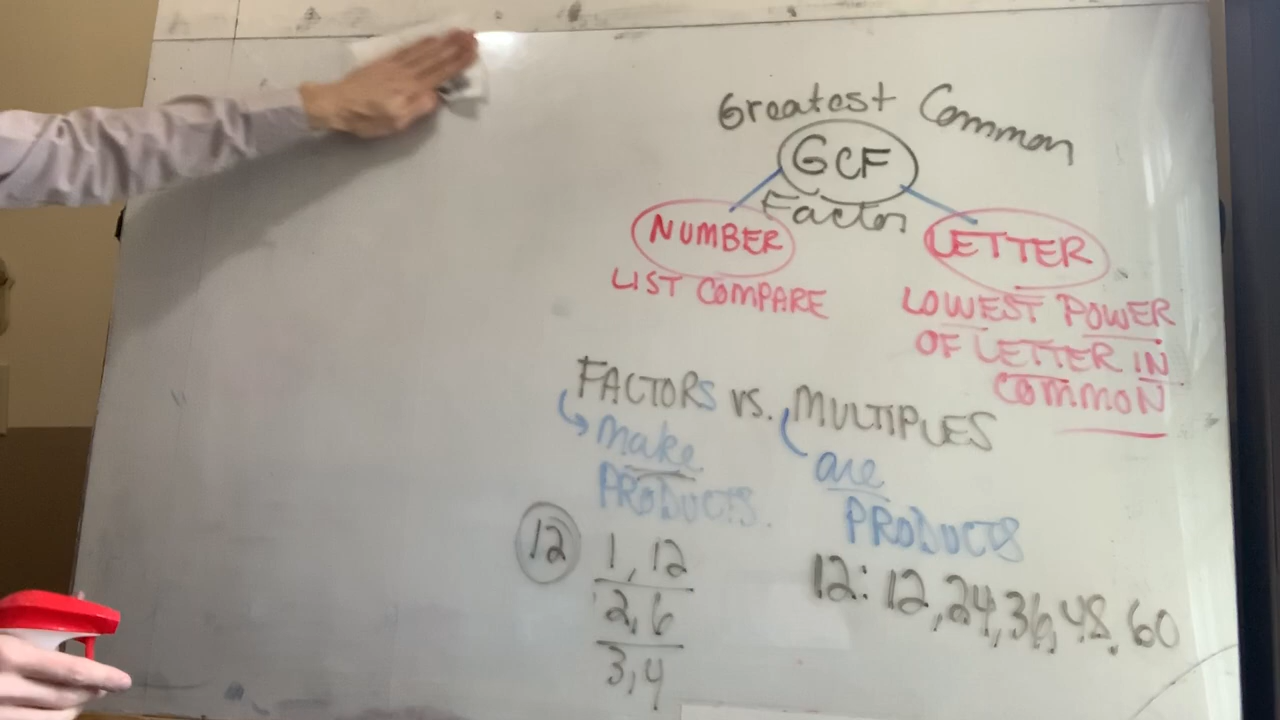 Greatest Common
GCF
Factor
NUMBER
LIST COMPARE
LETTER
LOWEST POWER
OF LETTER IN
COMMON
FACTORS VS. MULTIPLES
make
PRODUCTS.
are
PRODUCTS
12
1, 12
2, 6
3, 4
12: 12, 24, 36, 48, 60